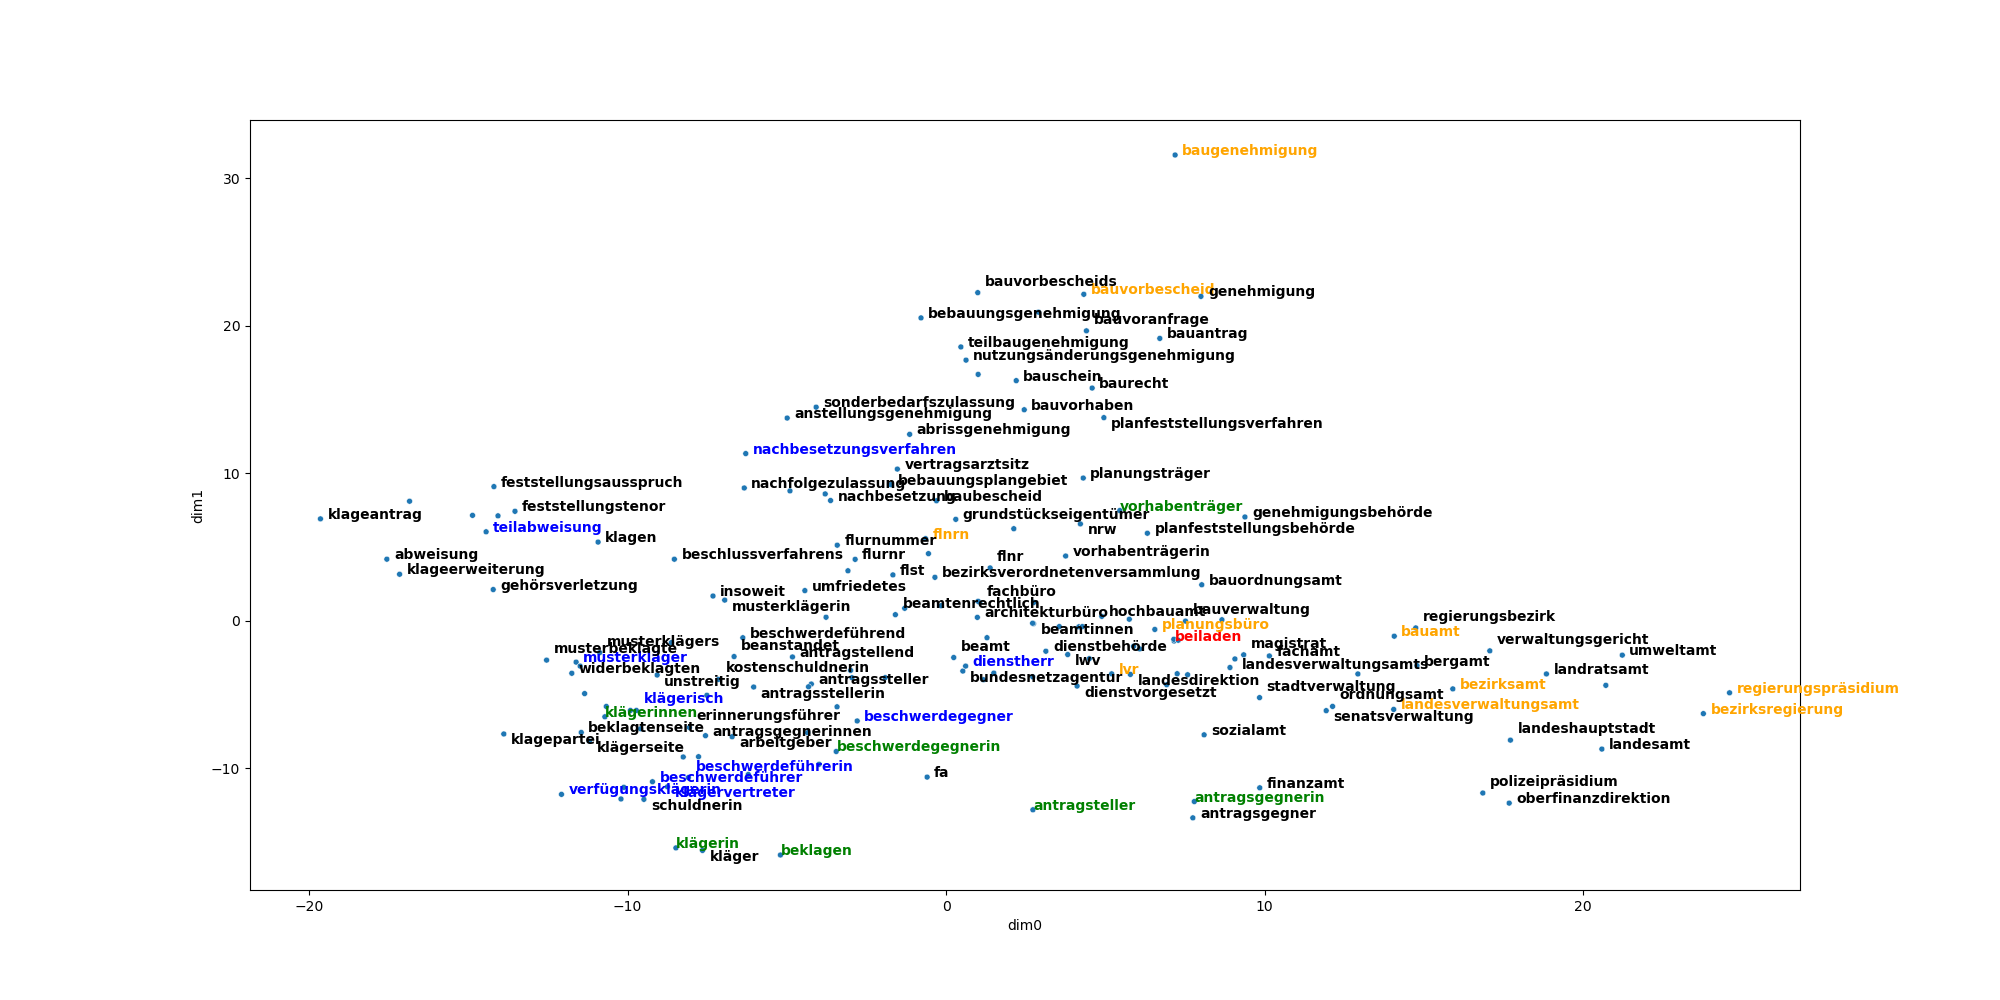 baugenehmigung
30
bauvorbescheids
bauvorbescheid
genehmigung
bebauungsgenehmigung
bauvoranfrage
20
bauantrag
teilbaugenehmigung
nutzungsänderungsgenehmigung
bauschein
baurecht
sonderbedarfszulassung
bauvorhaben
anstellungsgenehmigung
planfeststellungsverfahren
abrissgenehmigung
nachbesetzungsverfahren
vertragsarztsitz
10
planungsträger
feststellungsausspruch
nachfolgezulassung
bebauungsplangebiet
nachbesetzung
baubescheid
feststellungstenor
vorhabenträger
klageantrag
grundstückseigentümer
genehmigungsbehörde
dim1
teilabweisung
nrw
planfeststellungsbehörde
klagen
flurnummer
flnrn
abweisung
beschlussverfahrens
flurnr
flnr
vorhabenträgerin
klageerweiterung
flst
bezirksverordnetenversammlung
gehörsverletzung
umfriedetes
bauordnungsamt
insoweit
fachbüro
musterklägerin
beamtenrechtlich
0
architekturbüro
hochbauamt
bauverwaltung
regierungsbezirk
planungsbüro
beschwerdeführend
beamtinnen
bauamt
musterklägers
beiladen
verwaltungsgericht
musterbeklagte
beanstandet
antragstellend
beamt
dienstbehörde
magistrat
fachamt
umweltamt
musterkläger
dienstherr
lwv
landesverwaltungsamts
bergamt
widerbeklagten
kostenschuldnerin
lvr
landratsamt
unstreitig
antragssteller
bundesnetzagentur
landesdirektion
stadtverwaltung
bezirksamt
regierungspräsidium
klägerisch
antragsstellerin
dienstvorgesetzt
ordnungsamt
landesverwaltungsamt
bezirksregierung
klägerinnen
erinnerungsführer
beschwerdegegner
senatsverwaltung
beklagtenseite
antragsgegnerinnen
sozialamt
landeshauptstadt
klagepartei
klägerseite
arbeitgeber
beschwerdegegnerin
landesamt
−10
beschwerdeführerin
fa
beschwerdeführer
finanzamt
polizeipräsidium
verfügungsklägerin
klägervertreter
schuldnerin
antragsteller
antragsgegnerin
oberfinanzdirektion
antragsgegner
klägerin
kläger
beklagen
−20
−10
0
10
20
dim0